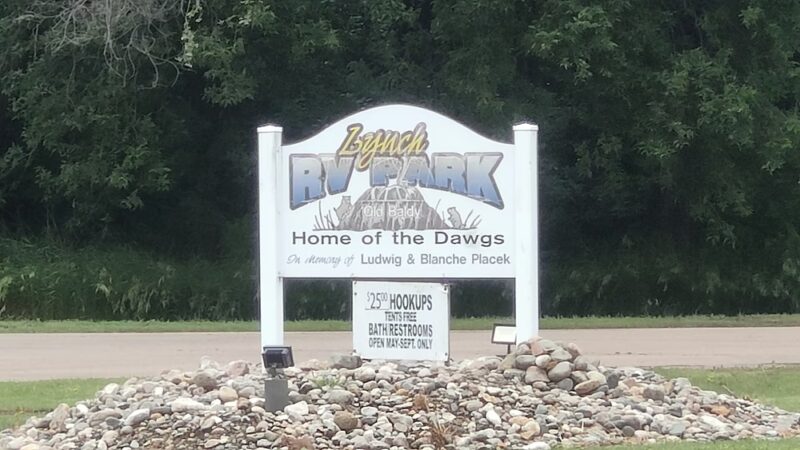 Lynch
RV PARK
Old Baldy
Home of the Dawgs
In memory of Ludwig & Blanche Placek
$25.00 HOOKUPS
TENTS FREE
BATH/RESTROOMS
OPEN MAY-SEPT. ONLY